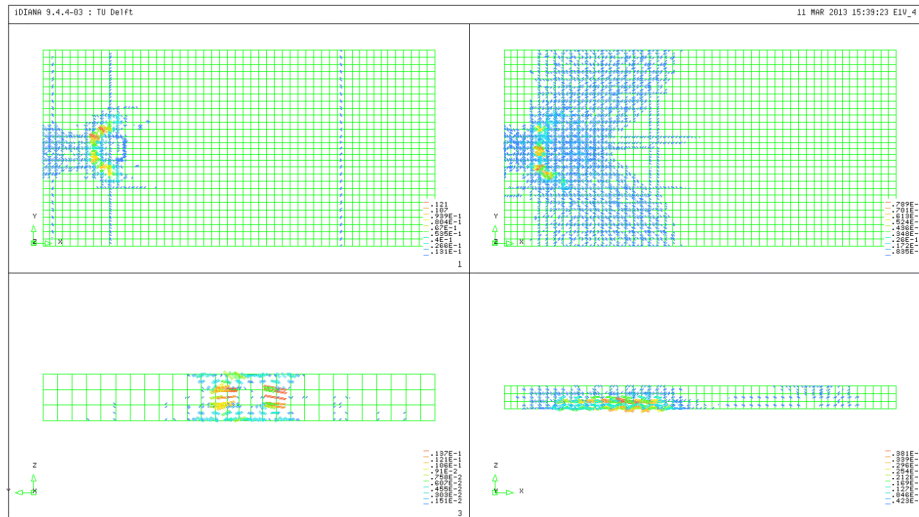 iDIANA 9.4.4-03 : TU Delft
11 MAR 2013 15:39:23 E1V_4
Y
Z X
.121
.107
.939E-1
.804E-1
.67E-1
.535E-1
.4E-1
.266E-1
.131E-1
1
Y
Z X
.789E-
.701E-
.613E-
.524E-
.436E-
.348E-
.26E-
.172E-
.835E-
Z
X
.137E-1
.121E-1
.106E-1
.91E-2
.758E-2
.607E-2
.455E-2
.303E-2
.151E-2
3
Z
Y X
.381E-
.339E-
.296E-
.254E-
.212E-
.169E-
.127E-
.846E-
.423E-